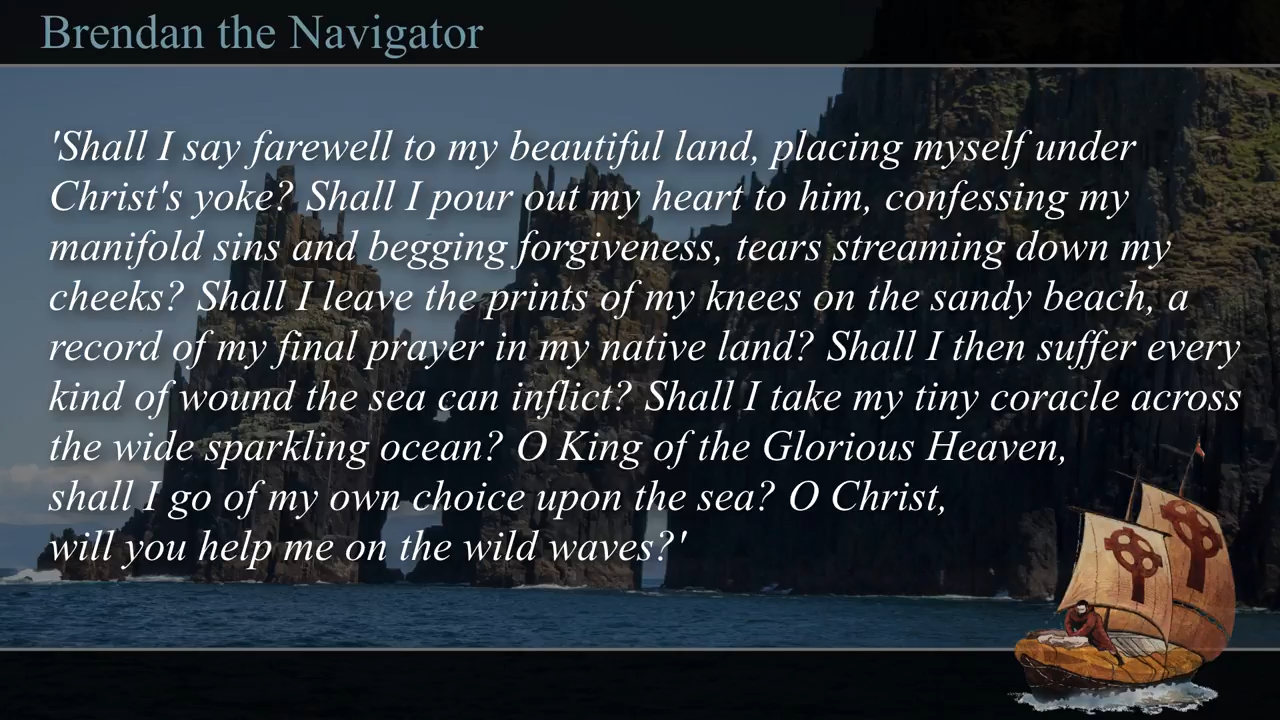 Brendan the Navigator
'Shall I say farewell to my beautiful land, placing myself under
Christ's yoke? Shall I pour out my heart to him, confessing my
manifold sins and begging forgiveness, tears streaming down my
cheeks? Shall I leave the prints of my knees on the sandy beach, a
record of my final prayer in my native land? Shall I then suffer every
kind of wound the sea can inflict? Shall I take my tiny coracle across
the wide sparkling ocean? O King of the Glorious Heaven,
shall I go of my own choice upon the sea? O Christ,
will you help me on the wild waves?'